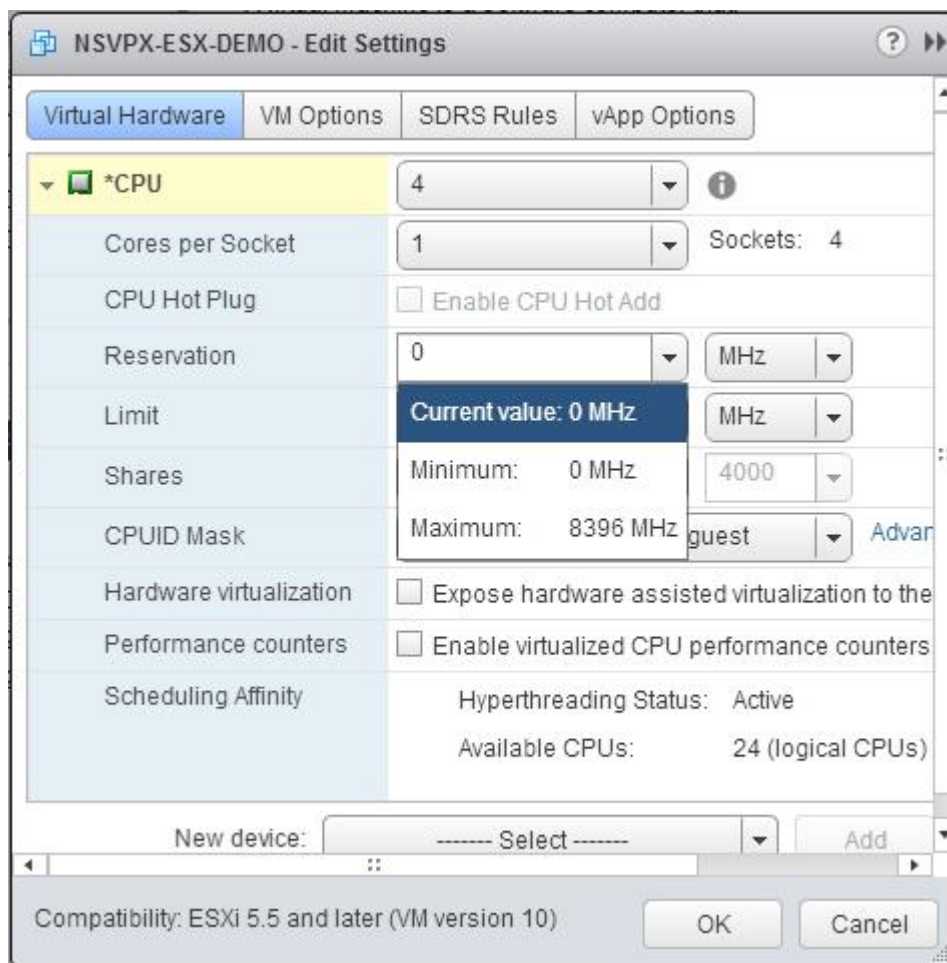 NSVPX-ESX-DEMO - Edit Settings
Virtual Hardware VM Options SDRS Rules vApp Options
*CPU 4
Cores per Socket 1 Sockets: 4
CPU Hot Plug Enable CPU Hot Add
Reservation 0 MHz
Limit Current value: 0 MHz MHz
Shares Minimum: 0 MHz 4000
CPUID Mask Maximum: 8396 MHz guest Advan
Hardware virtualization Expose hardware assisted virtualization to the
Performance counters Enable virtualized CPU performance counters
Scheduling Affinity Hyperthreading Status: Active
Available CPUs: 24 (logical CPUs)
New device: ------- Select ------- Add
Compatibility: ESXi 5.5 and later (VM version 10) OK Cancel